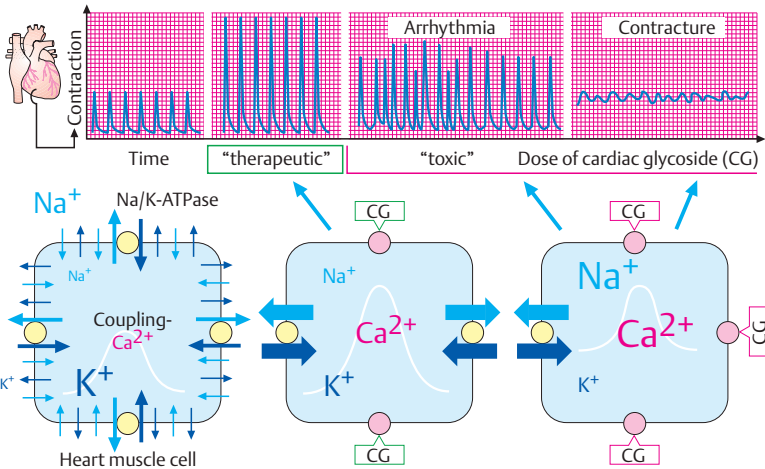 Arrhythmia
Contracture
Contraction
Time
“therapeutic”
“toxic”
Dose of cardiac glycoside (CG)
Na⁺
Na/K-ATPase
CG
CG
Na⁺
Na⁺
Na⁺
Coupling-
Ca²⁺
Ca²⁺
Ca²⁺
CG
K⁺
K⁺
K⁺
K⁺
CG
CG
Heart muscle cell